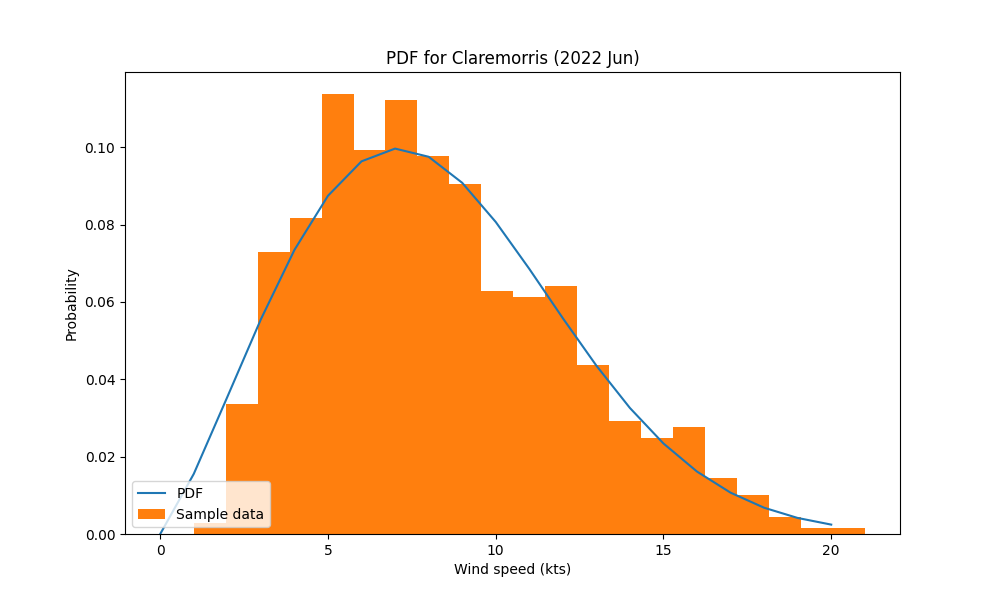 PDF for Claremorris (2022 Jun)
Probability
0.10
0.08
0.06
0.04
0.02
0.00
PDF
Sample data
0 5 10 15 20
Wind speed (kts)